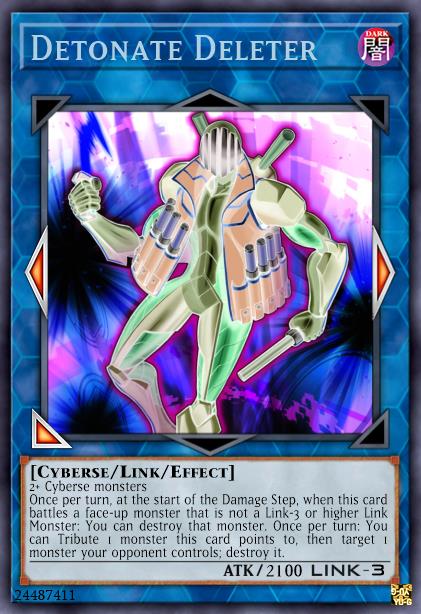 Detonate Deleter
DARK
闇
[Cyberse/Link/Effect]
2+ Cyberse monsters
Once per turn, at the start of the Damage Step, when this card
battles a face-up monster that is not a Link-3 or higher Link
Monster: You can destroy that monster. Once per turn: You
can Tribute 1 monster this card points to, then target 1
monster your opponent controls; destroy it.
ATK/2100 LINK-3
24487411